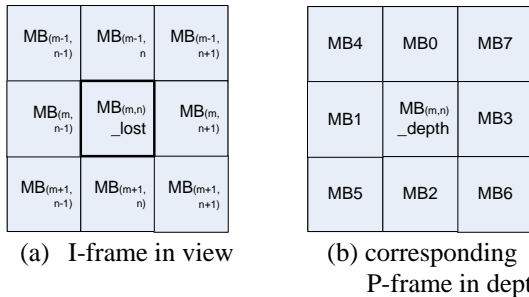 MB(m-1, n-1) MB(m-1, n MB(m-1, n+1)
MB(m, n-1) MB(m,n) _lost MB(m, n+1)
MB(m+1, n-1) MB(m+1, n) MB(m+1, n+1)
(a) I-frame in view
MB4 MB0 MB7
MB1 MB(m,n) _depth MB3
MB5 MB2 MB6
(b) corresponding
P-frame in dept